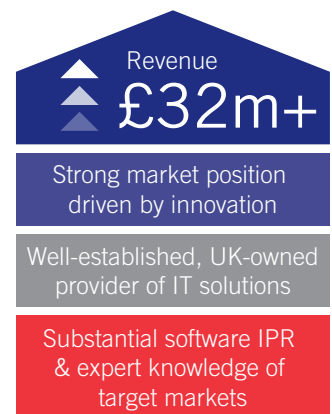 Revenue
£32m+
Strong market position
driven by innovation
Well-established, UK-owned
provider of IT solutions
Substantial software IPR
& expert knowledge of
target markets